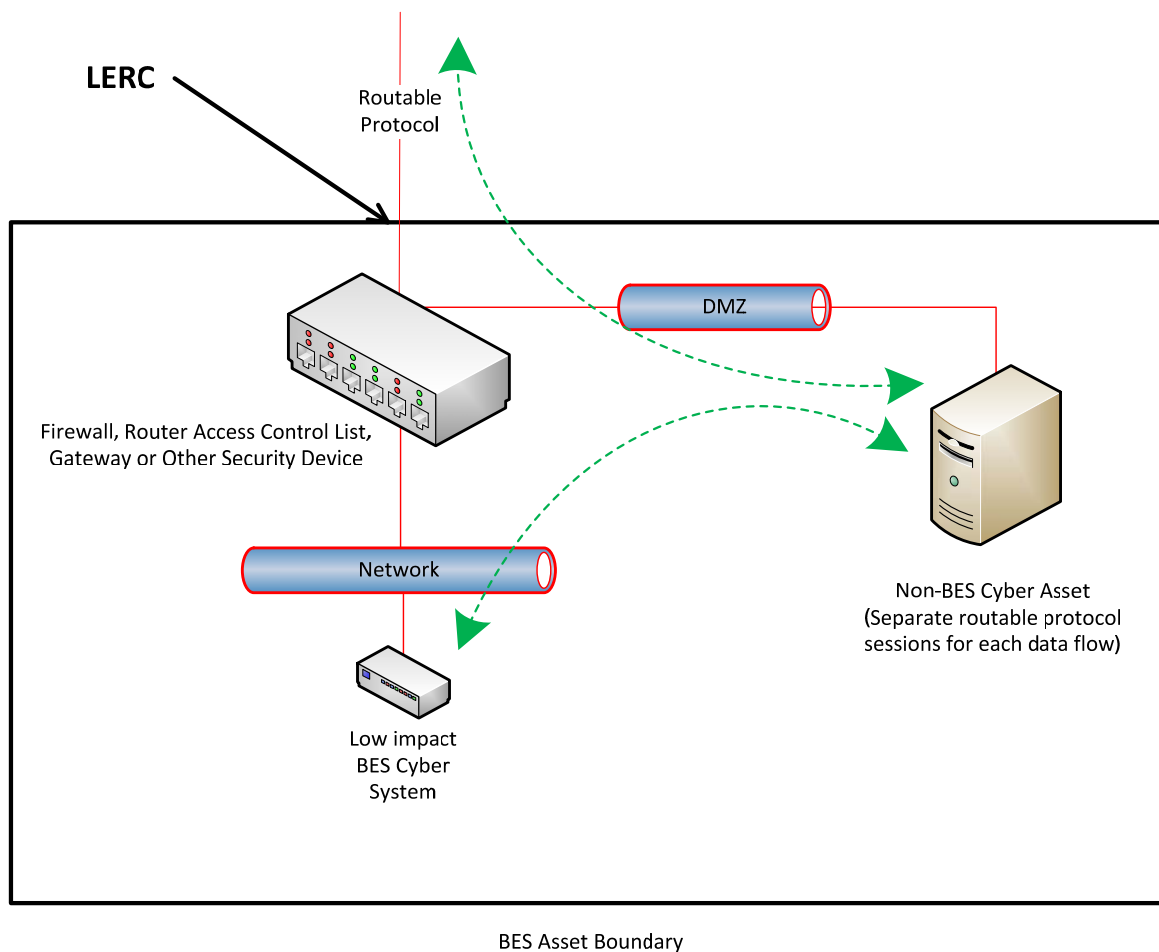 LERC
Routable
Protocol
DMZ
Firewall, Router Access Control List,
Gateway or Other Security Device
Network
Non-BES Cyber Asset
(Separate routable protocol
sessions for each data flow)
Low impact
BES Cyber
System
BES Asset Boundary